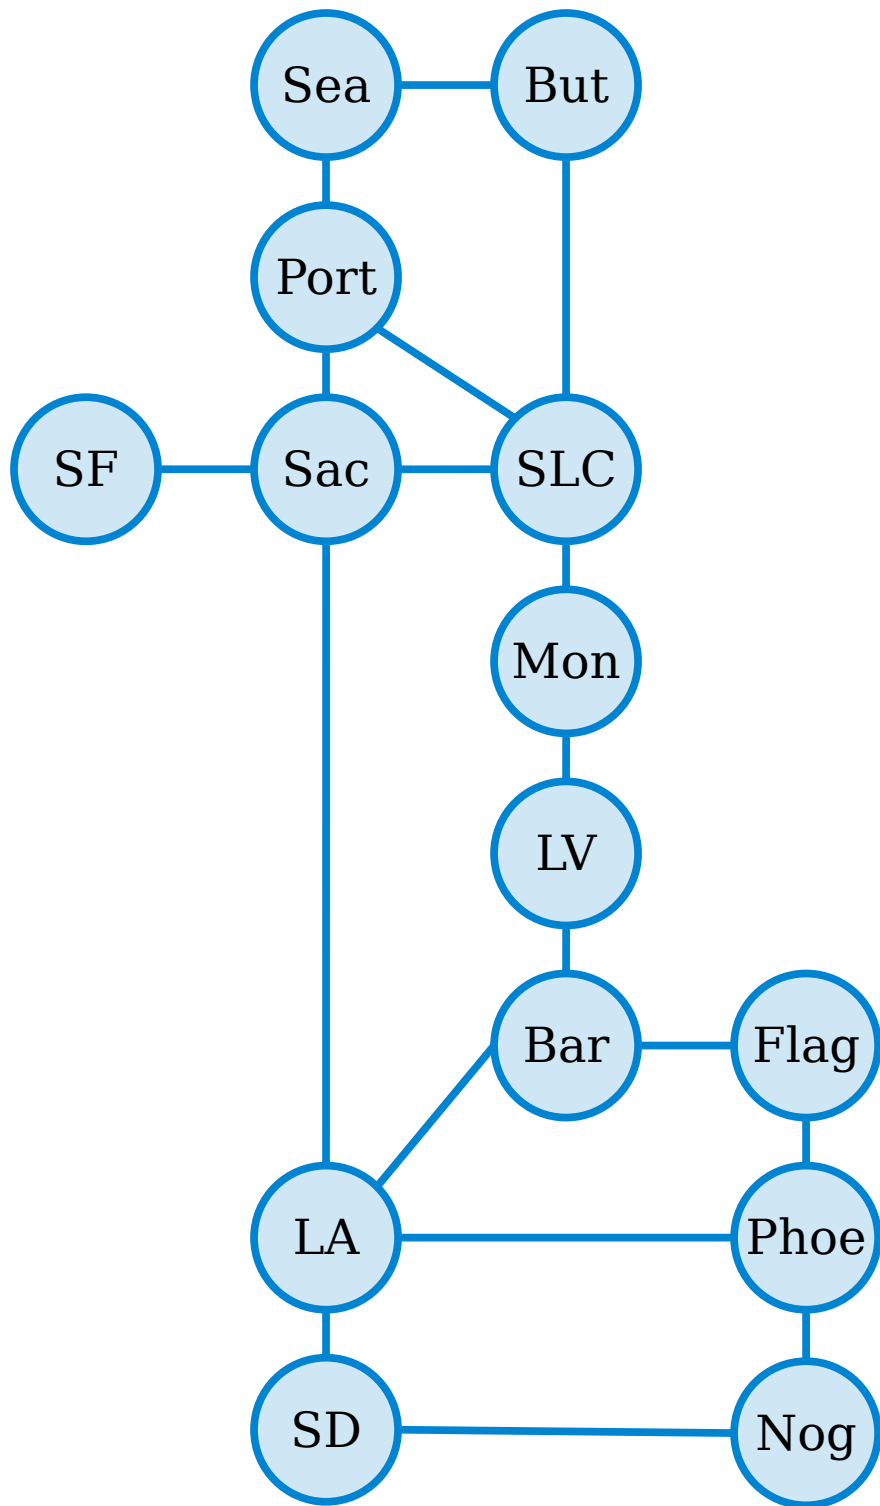 Sea But
Port
SF Sac SLC
Mon
LV
Bar Flag
LA Phoe
SD Nog